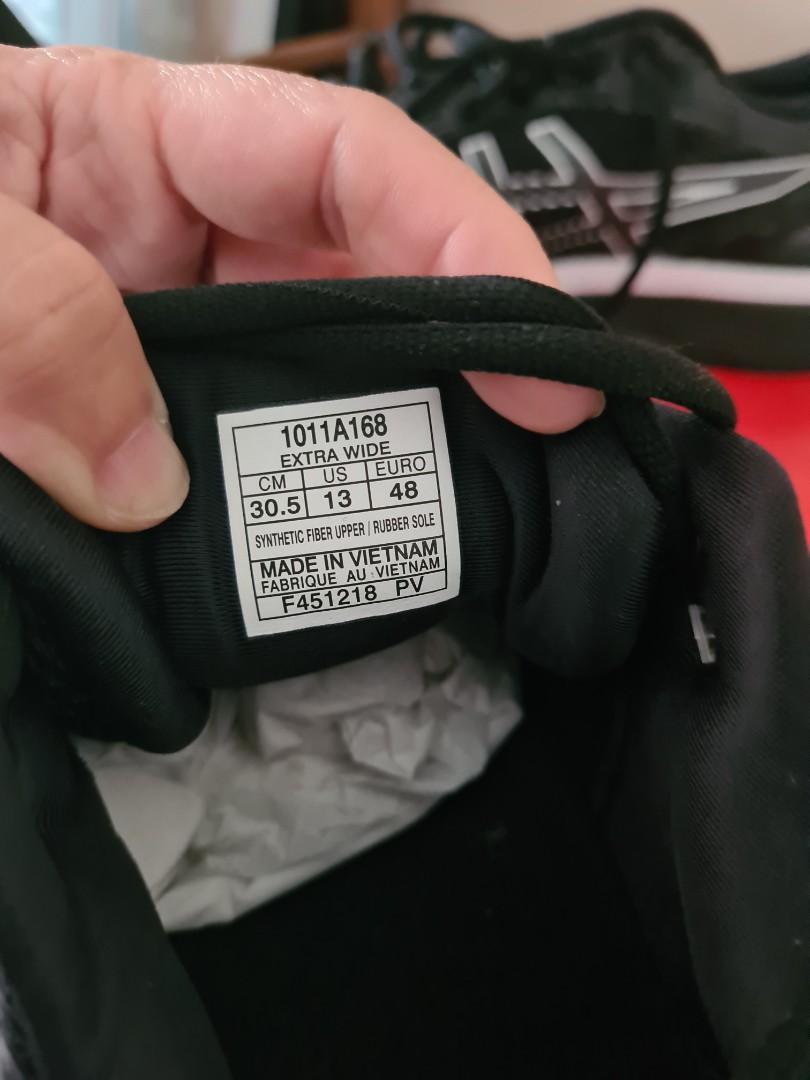 1011A168
EXTRA WIDE
CM US EURO
30.5 13 48
SYNTHETIC FIBER UPPER / RUBBER SOLE
MADE IN VIETNAM
FABRIQUE AU VIETNAM
F451218 PV